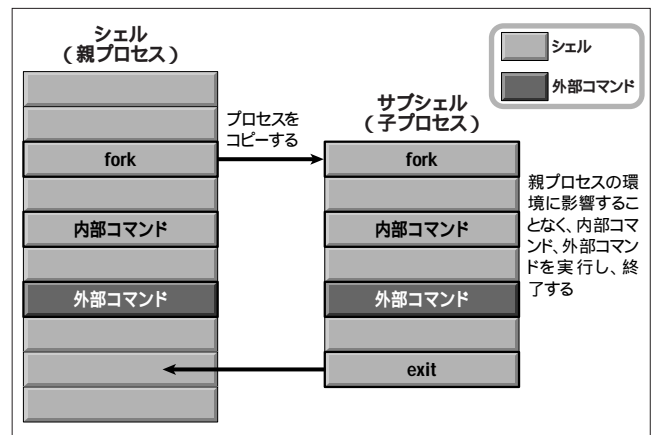 シェル
（親プロセス）
fork
内部コマンド
外部コマンド
プロセスを
コピーする
サブシェル
（子プロセス）
fork
内部コマンド
外部コマンド
exit
シェル
外部コマンド
親プロセスの環
境に影響するこ
となく、内部コマ
ンド、外部コマン
ドを実行し、終
了する